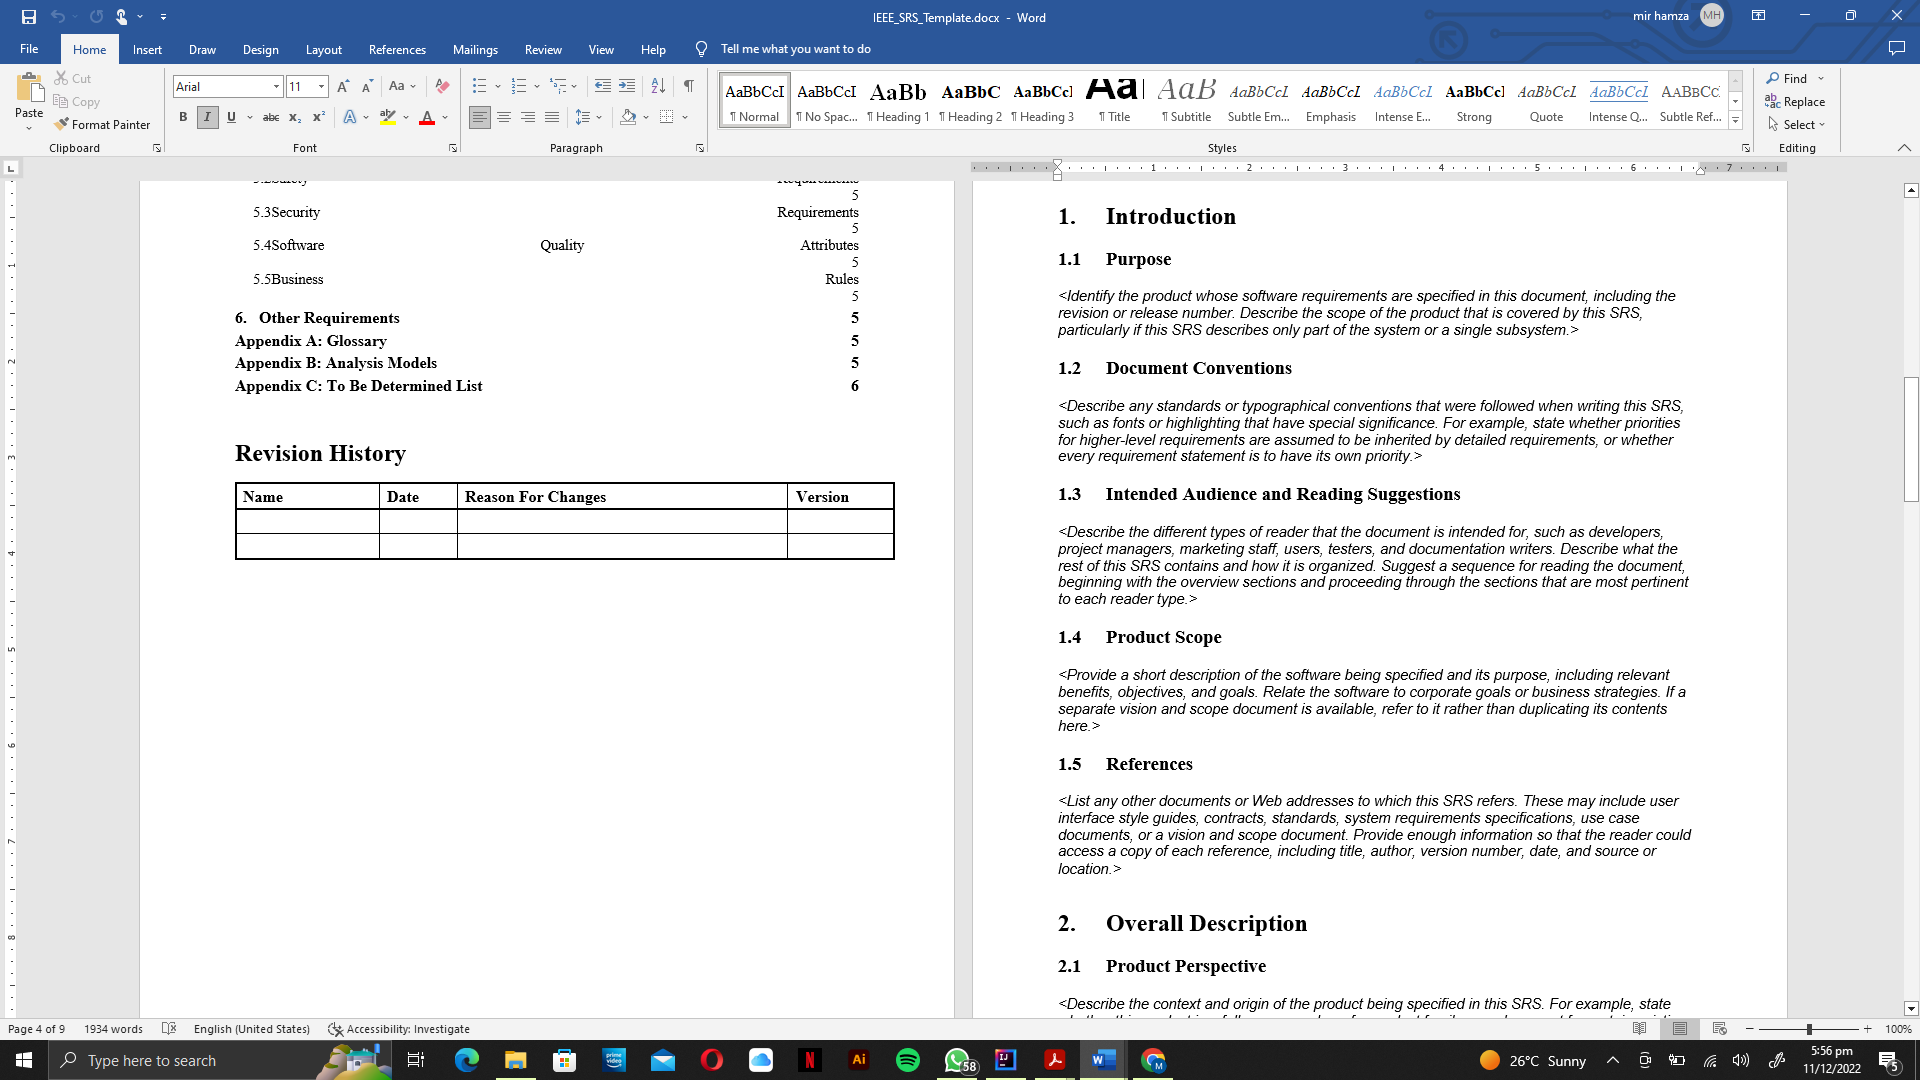 IEEE_SRS_Template.docx - Word
mir hamza MH
File Home Insert Draw Design Layout References Mailings Review View Help Tell me what you want to do
Paste
Cut
Copy
Format Painter
Clipboard
Arial 11
Font
Paragraph
AaBbCcI ¶ Normal
AaBbCcI ¶ No Spac...
AaBb ¶ Heading 1
AaBbC ¶ Heading 2
AaBbCc ¶ Heading 3
Aa ¶ Title
AaB ¶ Subtitle
AaBbCcL Subtle Em...
AaBbCcL Emphasis
AaBbCcL Intense E...
AaBbCc Strong
AaBbCcL Quote
AaBbCcL Intense Q...
AABBCC Subtle Ref...
Styles
Find
Replace
Select
Editing
5
5.3Security Requirements
5
5.4Software Quality Attributes
5
5.5Business Rules
5
6. Other Requirements 5
Appendix A: Glossary 5
Appendix B: Analysis Models 5
Appendix C: To Be Determined List 6
Revision History
Name Date Reason For Changes Version
1. Introduction
1.1 Purpose
<Identify the product whose software requirements are specified in this document, including the
revision or release number. Describe the scope of the product that is covered by this SRS,
particularly if this SRS describes only part of the system or a single subsystem.>
1.2 Document Conventions
<Describe any standards or typographical conventions that were followed when writing this SRS,
such as fonts or highlighting that have special significance. For example, state whether priorities
for higher-level requirements are assumed to be inherited by detailed requirements, or whether
every requirement statement is to have its own priority.>
1.3 Intended Audience and Reading Suggestions
<Describe the different types of reader that the document is intended for, such as developers,
project managers, marketing staff, users, testers, and documentation writers. Describe what the
rest of this SRS contains and how it is organized. Suggest a sequence for reading the document,
beginning with the overview sections and proceeding through the sections that are most pertinent
to each reader type.>
1.4 Product Scope
<Provide a short description of the software being specified and its purpose, including relevant
benefits, objectives, and goals. Relate the software to corporate goals or business strategies. If a
separate vision and scope document is available, refer to it rather than duplicating its contents
here.>
1.5 References
<List any other documents or Web addresses to which this SRS refers. These may include user
interface style guides, contracts, standards, system requirements specifications, use case
documents, or a vision and scope document. Provide enough information so that the reader could
access a copy of each reference, including title, author, version number, date, and source or
location.>
2. Overall Description
2.1 Product Perspective
<Describe the context and origin of the product being specified in this SRS. For example, state
Page 4 of 9 1934 words English (United States) Accessibility: Investigate 100%
Type here to search
58
26°C Sunny
5:56 pm
11/12/2022
5